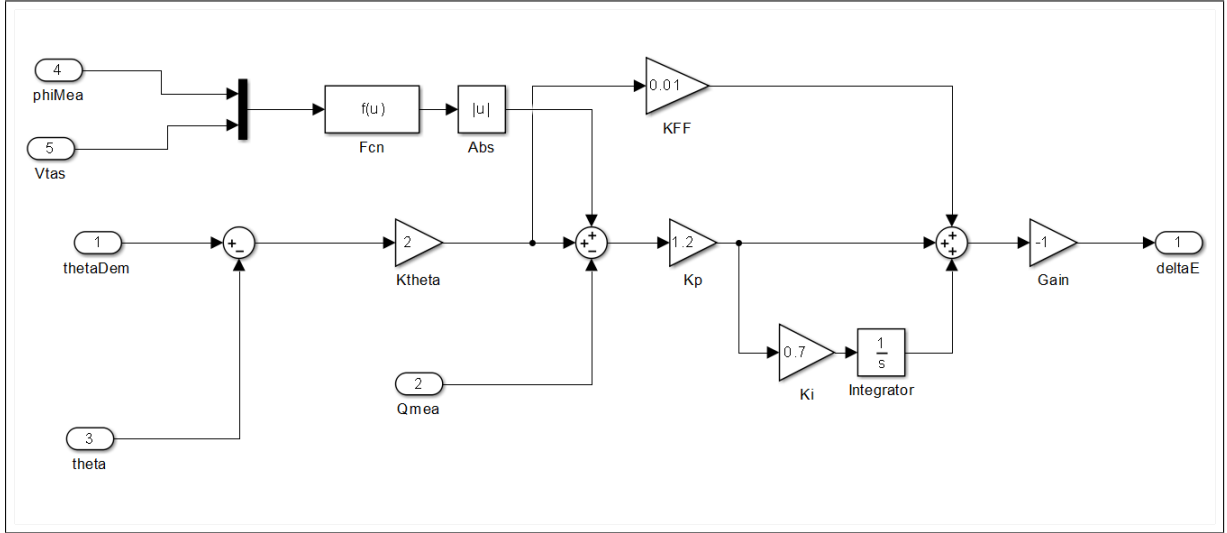 4
phiMea
5
Vtas
f(u)
Fcn
|u|
Abs
0.01
KFF
1
thetaDem
+
−
2
Ktheta
+
+
−
1.2
Kp
+
+
+
-1
Gain
1
deltaE
0.7
Ki
1
s
Integrator
2
Qmea
3
theta